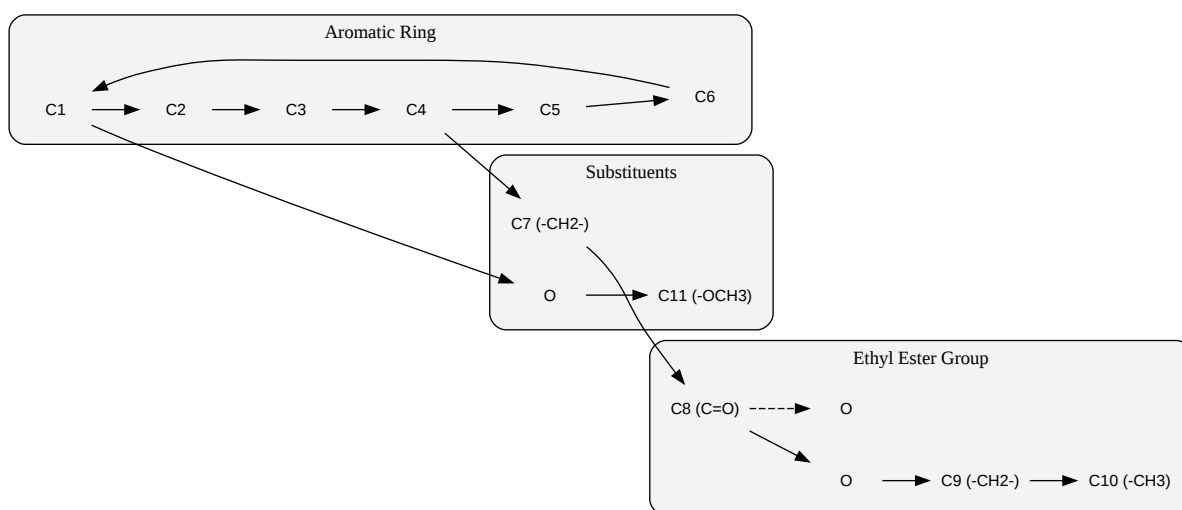 Aromatic Ring
C1
C2
C3
C4
C5
C6
Substituents
C7 (-CH2-)
O
C11 (-OCH3)
Ethyl Ester Group
C8 (C=O)
O
O
C9 (-CH2-)
C10 (-CH3)